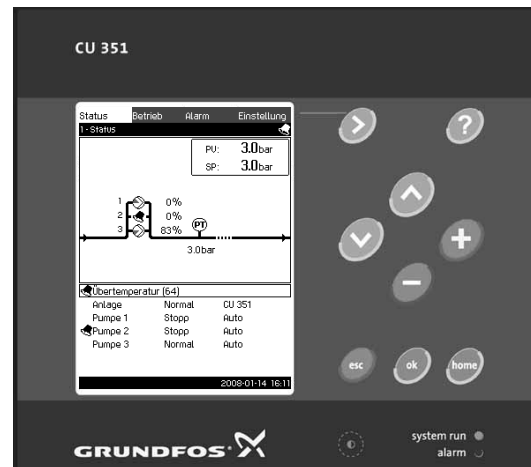 CU 351
Status Betrieb Alarm Einstellung
1 - Status
PV: 3.0bar
SP: 3.0bar
1 0%
2 0%
3 83%
PT
3.0bar
Übertemperatur (64)
Anlage Normal CU 351
Pumpe 1 Stopp Auto
Pumpe 2 Stopp Auto
Pumpe 3 Normal Auto
2008-01-14 16:11
>
?
+
−
esc ok home
GRUNDFOS
system run
alarm